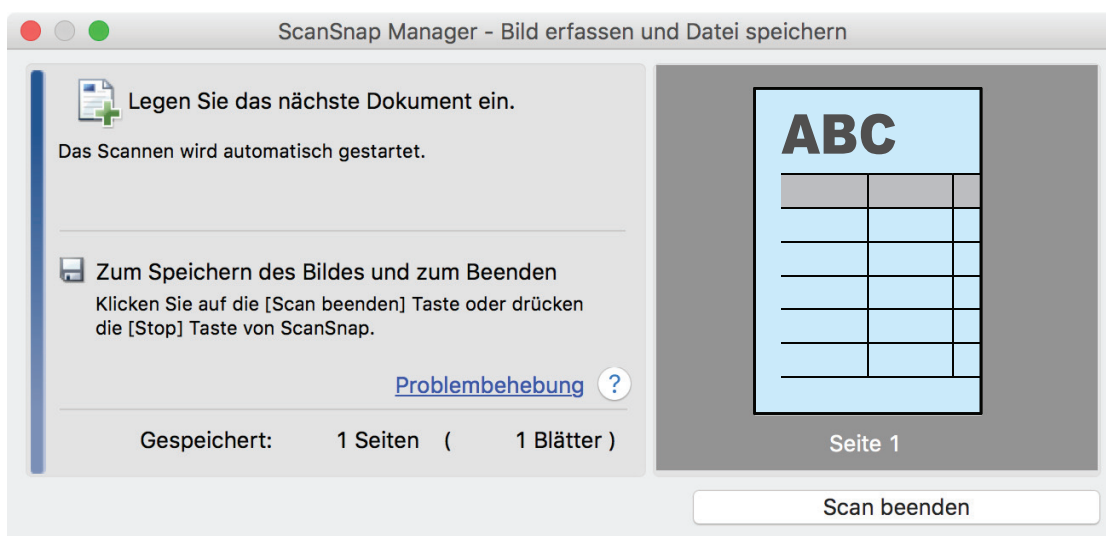 ScanSnap Manager - Bild erfassen und Datei speichern
Legen Sie das nächste Dokument ein.
Das Scannen wird automatisch gestartet.
Zum Speichern des Bildes und zum Beenden
Klicken Sie auf die [Scan beenden] Taste oder drücken
die [Stop] Taste von ScanSnap.
Problembehebung ?
Gespeichert: 1 Seiten ( 1 Blätter )
ABC
Seite 1
Scan beenden